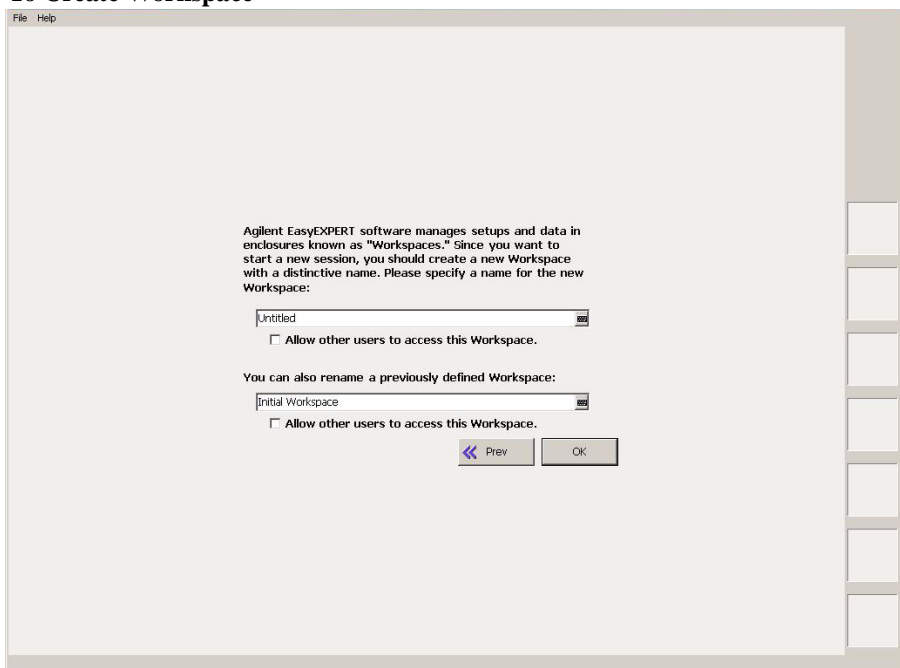 To Create Workspace
File Help
Agilent EasyEXPERT software manages setups and data in
enclosures known as "Workspaces." Since you want to
start a new session, you should create a new Workspace
with a distinctive name. Please specify a name for the new
Workspace:
Untitled
Allow other users to access this Workspace.
You can also rename a previously defined Workspace:
Initial Workspace
Allow other users to access this Workspace.
Prev OK